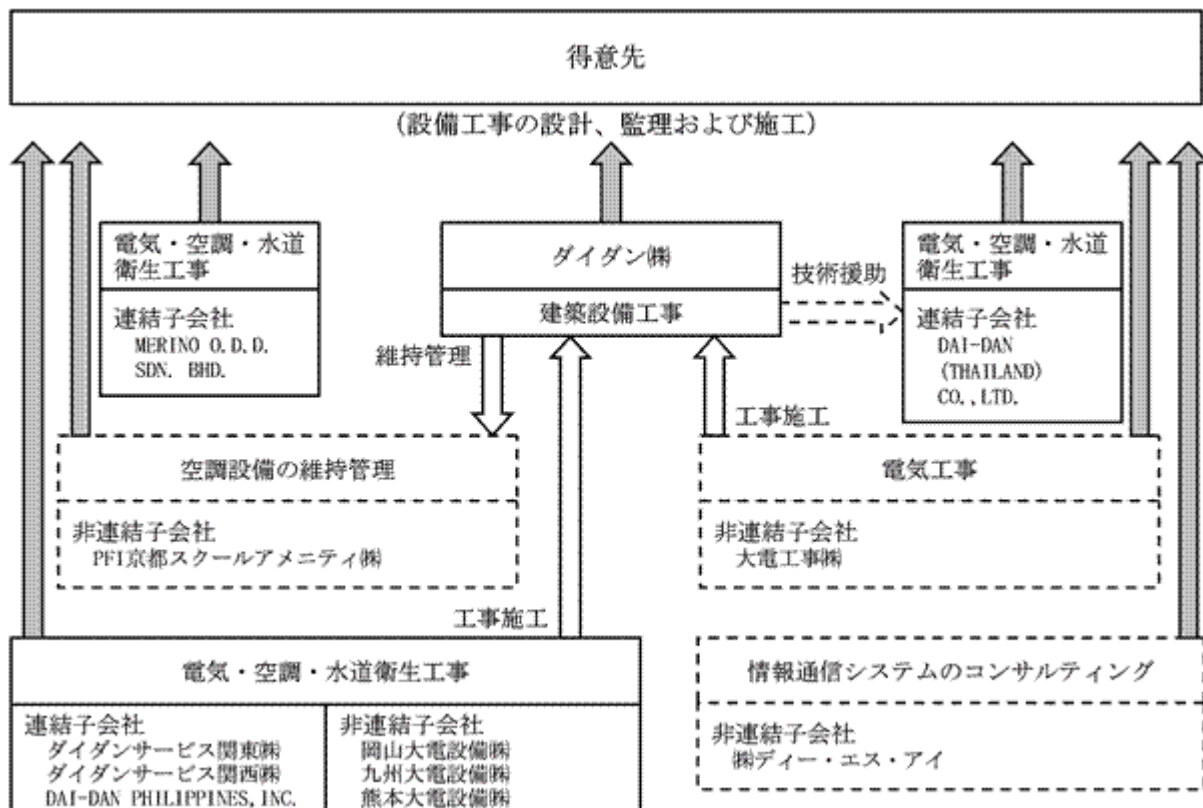 得意先
(設備工事の設計、監理および施工)
電気・空調・水道
衛生工事
連結子会社
MERINO O.D.D.
SDN. BHD.
ダイダン㈱
建築設備工事
技術援助
電気・空調・水道
衛生工事
連結子会社
DAI-DAN
(THAILAND)
CO.,LTD.
維持管理
工事施工
空調設備の維持管理
非連結子会社
PFI京都スクールアメニティ㈱
電気工事
非連結子会社
大電工事㈱
工事施工
電気・空調・水道衛生工事
連結子会社
ダイダンサービス関東㈱
ダイダンサービス関西㈱
DAI-DAN PHILIPPINES,INC.
非連結子会社
岡山大電設備㈱
九州大電設備㈱
熊本大電設備㈱
情報通信システムのコンサルティング
非連結子会社
㈱ディー・エス・アイ